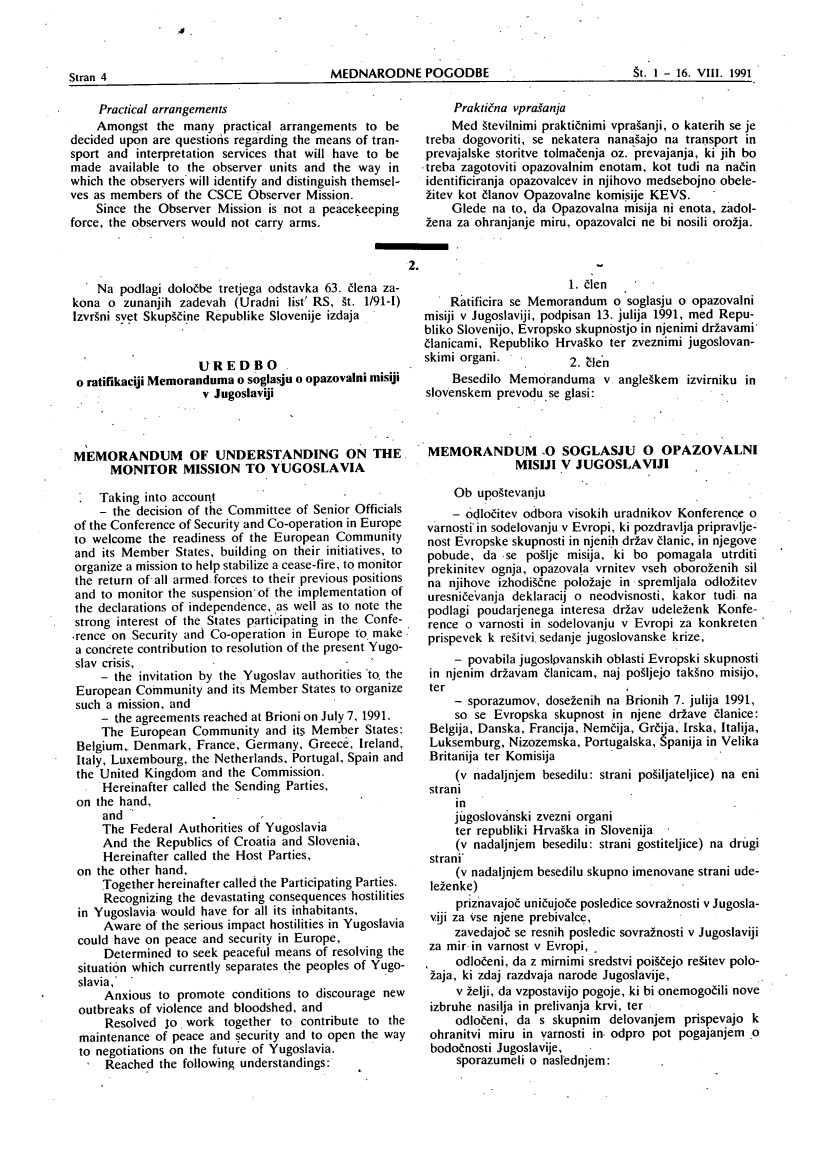 Stran 4 MEDNARODNE POGODBE Št. 1 – 16. VIII. 1991
Practical arrangements
Amongst the many practical arrangements to be
decided upon are questions regarding the means of tran-
sport and interpretation services that will have to be
made available to the observer units and the way in
which the observers will identify and distinguish themsel-
ves as members of the CSCE Observer Mission.
Since the Observer Mission is not a peacekeeping
force, the observers would not carry arms.
Praktična vprašanja
Med številnimi praktičnimi vprašanji, o katerih se je
treba dogovoriti, se nekatera nanašajo na transport in
prevajalske storitve tolmačenja oz. prevajanja, ki jih bo
treba zagotoviti opazovalnim enotam, kot tudi na način
identificiranja opazovalcev in njihovo medsebojno obele-
žitev kot članov Opazovalne komisije KEVS.
Glede na to, da Opazovalna misija ni enota, zadol-
žena za ohranjanje miru, opazovalci ne bi nosili orožja.
2.
Na podlagi določbe tretjega odstavka 63. člena za-
kona o zunanjih zadevah (Uradni list RS, št. 1/91-I)
Izvršni svet Skupščine Republike Slovenije izdaja
UREDBO
o ratifikaciji Memoranduma o soglasju o opazovalni misiji
v Jugoslaviji
1. člen
Ratificira se Memorandum o soglasju o opazovalni
misiji v Jugoslaviji, podpisan 13. julija 1991, med Repu-
bliko Slovenijo, Evropsko skupnostjo in njenimi državami
članicami, Republiko Hrvaško ter zveznimi jugoslovan-
skimi organi.
2. člen
Besedilo Memoranduma v angleškem izvirniku in
slovenskem prevodu se glasi:
MEMORANDUM OF UNDERSTANDING ON THE
MONITOR MISSION TO YUGOSLAVIA
Taking into account
– the decision of the Committee of Senior Officials
of the Conference of Security and Co-operation in Europe
to welcome the readiness of the European Community
and its Member States, building on their initiatives, to
organize a mission to help stabilize a cease-fire, to monitor
the return of all armed forces to their previous positions
and to monitor the suspension of the implementation of
the declarations of independence, as well as to note the
strong interest of the States participating in the Confe-
rence on Security and Co-operation in Europe to make
a concrete contribution to resolution of the present Yugo-
slav crisis,
– the invitation by the Yugoslav authorities to the
European Community and its Member States to organize
such a mission, and
– the agreements reached at Brioni on July 7, 1991.
The European Community and its Member States:
Belgium, Denmark, France, Germany, Greece, Ireland,
Italy, Luxembourg, the Netherlands, Portugal, Spain and
the United Kingdom and the Commission.
Hereinafter called the Sending Parties,
on the hand,
and
The Federal Authorities of Yugoslavia
And the Republics of Croatia and Slovenia,
Hereinafter called the Host Parties,
on the other hand,
Together hereinafter called the Participating Parties.
Recognizing the devastating consequences hostilities
in Yugoslavia would have for all its inhabitants,
Aware of the serious impact hostilities in Yugoslavia
could have on peace and security in Europe,
Determined to seek peaceful means of resolving the
situation which currently separates the peoples of Yugo-
slavia,
Anxious to promote conditions to discourage new
outbreaks of violence and bloodshed, and
Resolved to work together to contribute to the
maintenance of peace and security and to open the way
to negotiations on the future of Yugoslavia.
Reached the following understandings:
MEMORANDUM O SOGLASJU O OPAZOVALNI
MISIJI V JUGOSLAVIJI
Ob upoštevanju
– odločitev odbora visokih uradnikov Konference o
varnosti in sodelovanju v Evropi, ki pozdravlja pripravlje-
nost Evropske skupnosti in njenih držav članic, in njegove
pobude, da se pošlje misija, ki bo pomagala utrditi
prekinitev ognja, opazovala vrnitev vseh oboroženih sil
na njihove izhodiščne položaje in spremljala odložitev
uresničevanja deklaracij o neodvisnosti, kakor tudi na
podlagi poudarjenega interesa držav udeleženk Konfe-
rence o varnosti in sodelovanju v Evropi za konkreten
prispevek k rešitvi sedanje jugoslovanske krize,
– povabila jugoslovanskih oblasti Evropski skupnosti
in njenim državam članicam, naj pošljejo takšno misijo,
ter
– sporazumov, doseženih na Brionih 7. julija 1991,
so se Evropska skupnost in njene države članice:
Belgija, Danska, Francija, Nemčija, Grčija, Irska, Italija,
Luksemburg, Nizozemska, Portugalska, Španija in Velika
Britanija ter Komisija
(v nadaljnjem besedilu: strani pošiljateljice) na eni
strani
in
jugoslovanski zvezni organi
ter republiki Hrvaška in Slovenija
(v nadaljnjem besedilu: strani gostiteljice) na drugi
strani
(v nadaljnjem besedilu skupno imenovane strani ude-
leženke)
priznavajoč uničujoče posledice sovražnosti v Jugosla-
viji za vse njene prebivalce,
zavedajoč se resnih posledic sovražnosti v Jugoslaviji
za mir in varnost v Evropi,
odločeni, da z mirnimi sredstvi poiščejo rešitev polo-
žaja, ki zdaj razdvaja narode Jugoslavije,
v želji, da vzpostavijo pogoje, ki bi onemogočili nove
izbruhe nasilja in prelivanja krvi, ter
odločeni, da s skupnim delovanjem prispevajo k
ohranitvi miru in varnosti in odpro pot pogajanjem o
bodočnosti Jugoslavije,
sporazumeli o naslednjem: